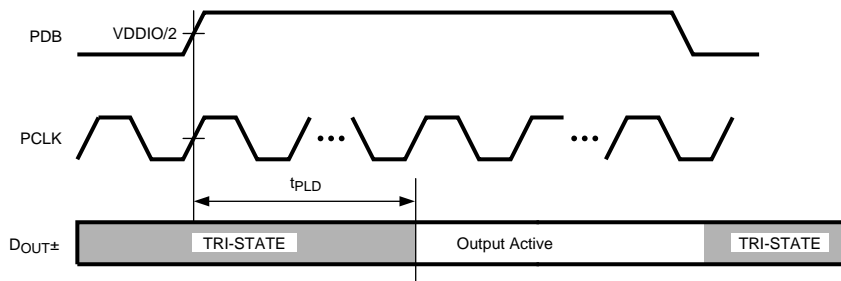 PDB
VDDIO/2
PCLK
tPLD
DOUT±
TRI-STATE
Output Active
TRI-STATE